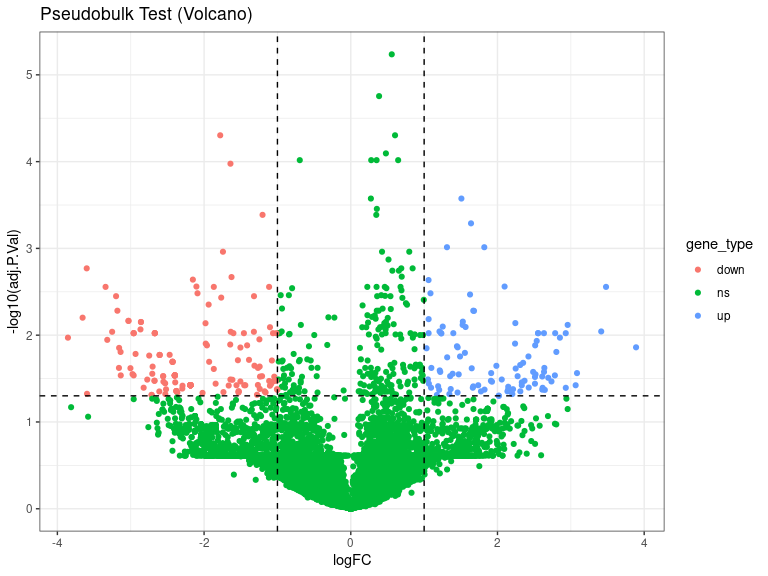 Pseudobulk Test (Volcano)
5
4
3
2
1
0
-log10(adj.P.Val)
-4
-2
0
2
4
logFC
gene_type
down
ns
up